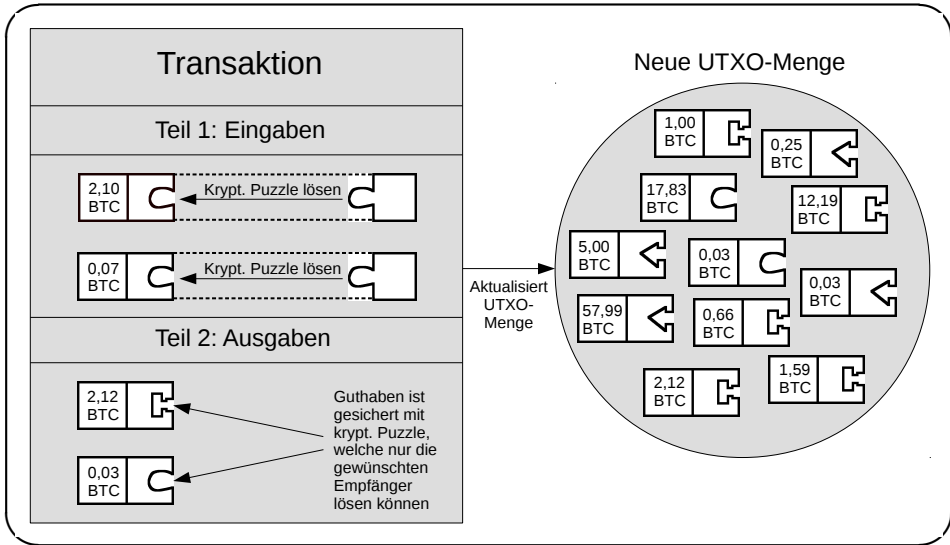 Transaktion
Teil 1: Eingaben
2,10
BTC
Krypt. Puzzle lösen
0,07
BTC
Krypt. Puzzle lösen
Teil 2: Ausgaben
2,12
BTC
0,03
BTC
Guthaben ist
gesichert mit
krypt. Puzzle,
welche nur die
gewünschten
Empfänger
lösen können
Aktualisiert
UTXO-
Menge
Neue UTXO-Menge
1,00
BTC
0,25
BTC
17,83
BTC
12,19
BTC
5,00
BTC
0,03
BTC
0,03
BTC
57,99
BTC
0,66
BTC
2,12
BTC
1,59
BTC